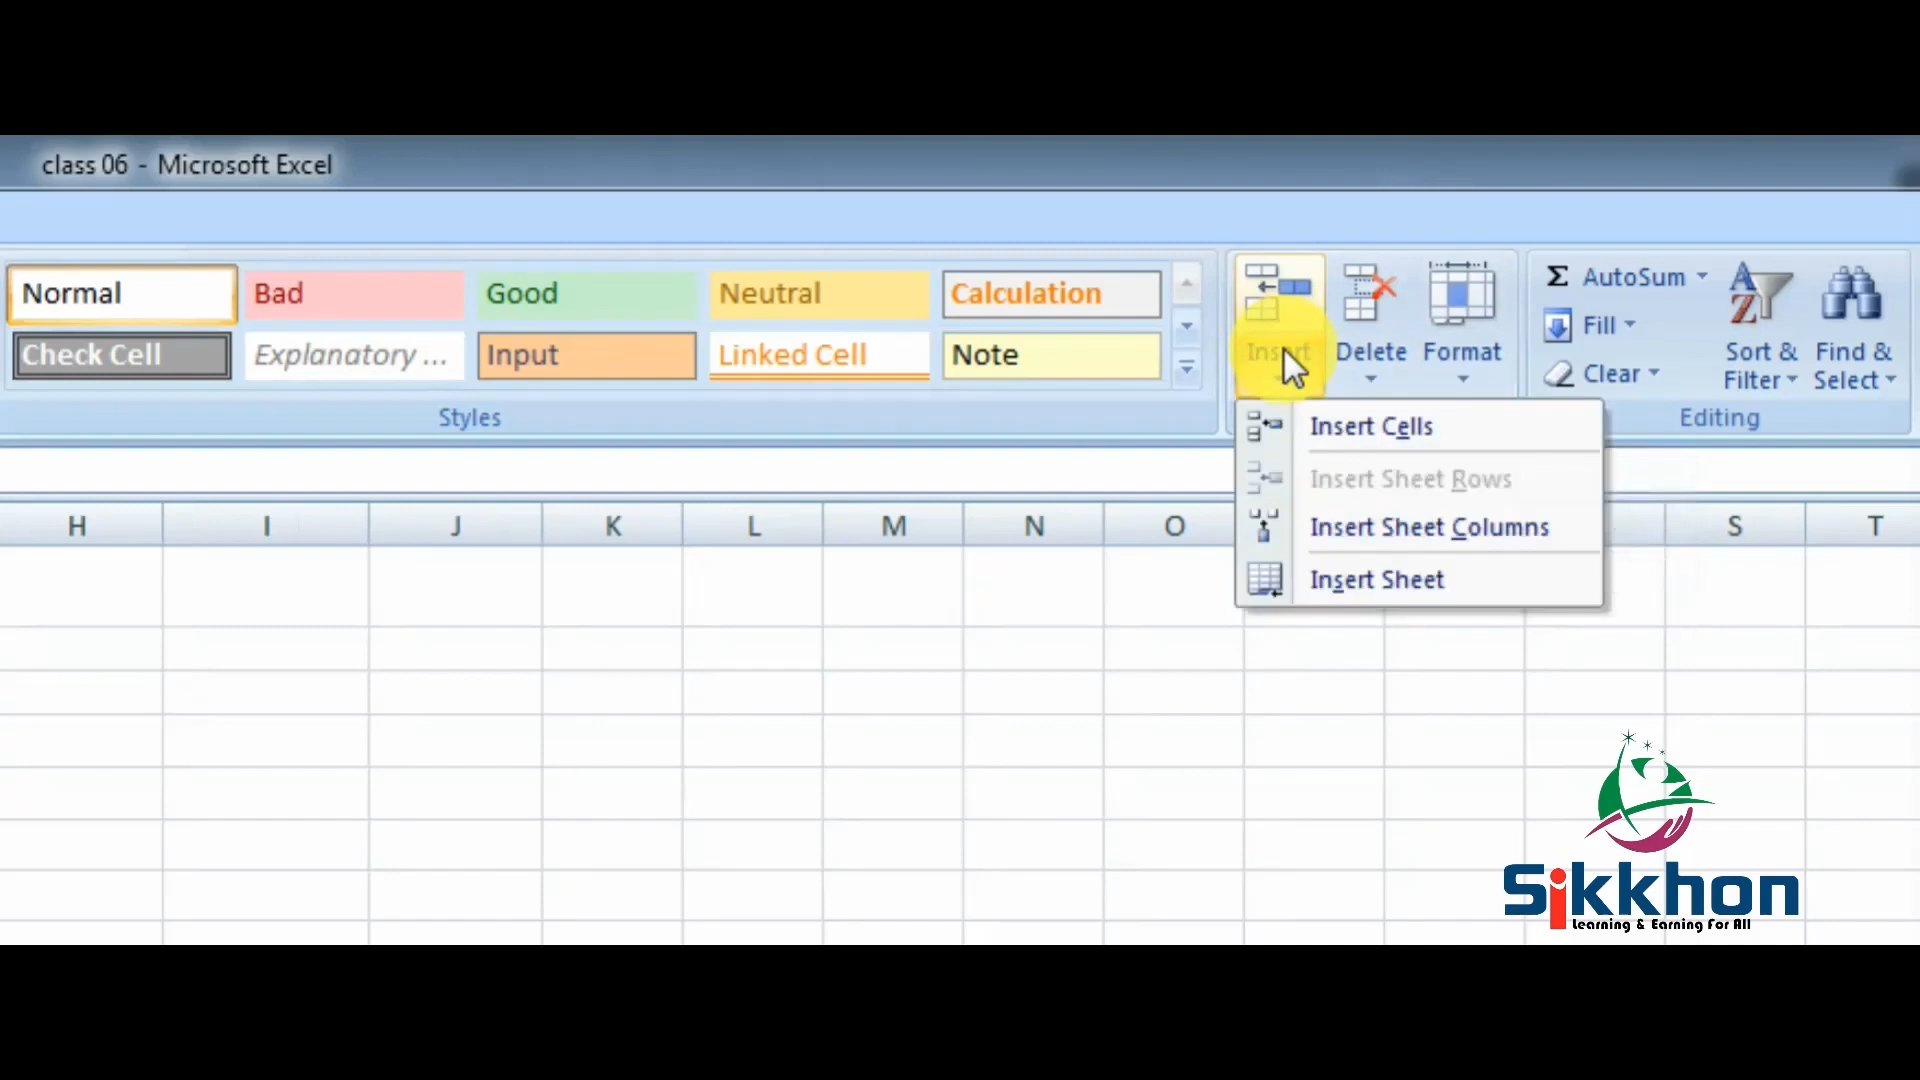 class 06 - Microsoft Excel
Normal Bad Good Neutral Calculation
Check Cell Explanatory ... Input Linked Cell Note
Styles
Insert Delete Format
Σ AutoSum
Fill
Clear
Sort & Filter
Find & Select
Editing
Insert Cells
Insert Sheet Rows
Insert Sheet Columns
Insert Sheet
H I J K L M N O S T
Sikkhon
Learning & Earning For All